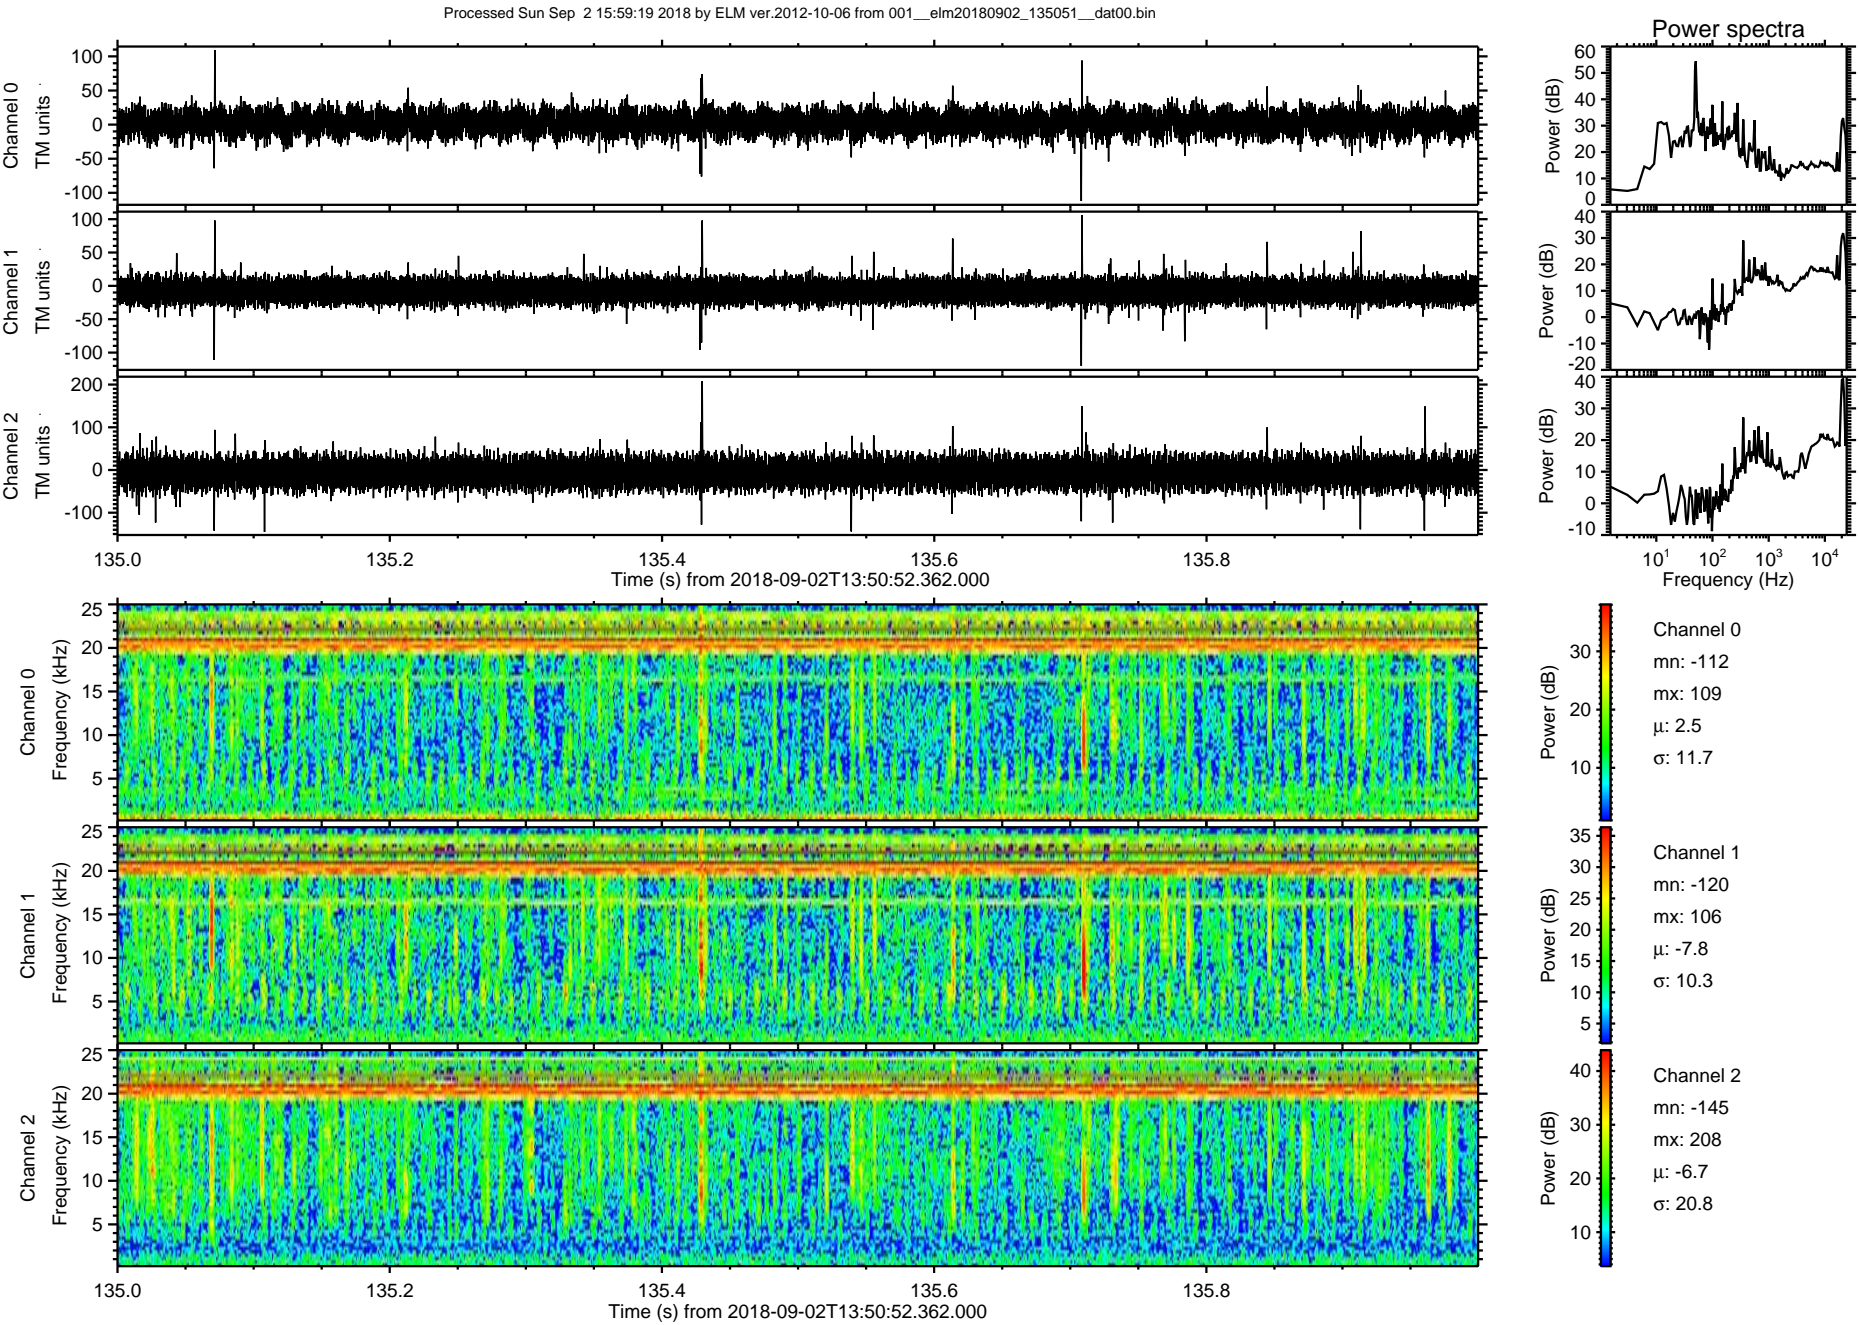 Processed Sun Sep  2 15:59:19 2018 by ELM ver.2012-10-06 from 001__elm20180902_135051__dat00.bin
Power spectra
Channel 0
TM units
100
50
0
-50
-100
Power (dB)
60
50
40
30
20
10
0
Channel 1
TM units
100
50
0
-50
-100
Power (dB)
40
30
20
10
0
-10
-20
Channel 2
TM units
200
100
0
-100
Power (dB)
40
30
20
10
0
-10
135.0 135.2 135.4 135.6 135.8
Time (s) from 2018-09-02T13:50:52.362.000
10¹ 10² 10³ 10⁴
Frequency (Hz)
Channel 0
Frequency (kHz)
25
20
15
10
5
Power (dB)
30
20
10
Channel 0
mn: -112
mx: 109
μ: 2.5
σ: 11.7
Channel 1
Frequency (kHz)
25
20
15
10
5
Power (dB)
35
30
25
20
15
10
5
Channel 1
mn: -120
mx: 106
μ: -7.8
σ: 10.3
Channel 2
Frequency (kHz)
25
20
15
10
5
Power (dB)
40
30
20
10
Channel 2
mn: -145
mx: 208
μ: -6.7
σ: 20.8
135.0 135.2 135.4 135.6 135.8
Time (s) from 2018-09-02T13:50:52.362.000